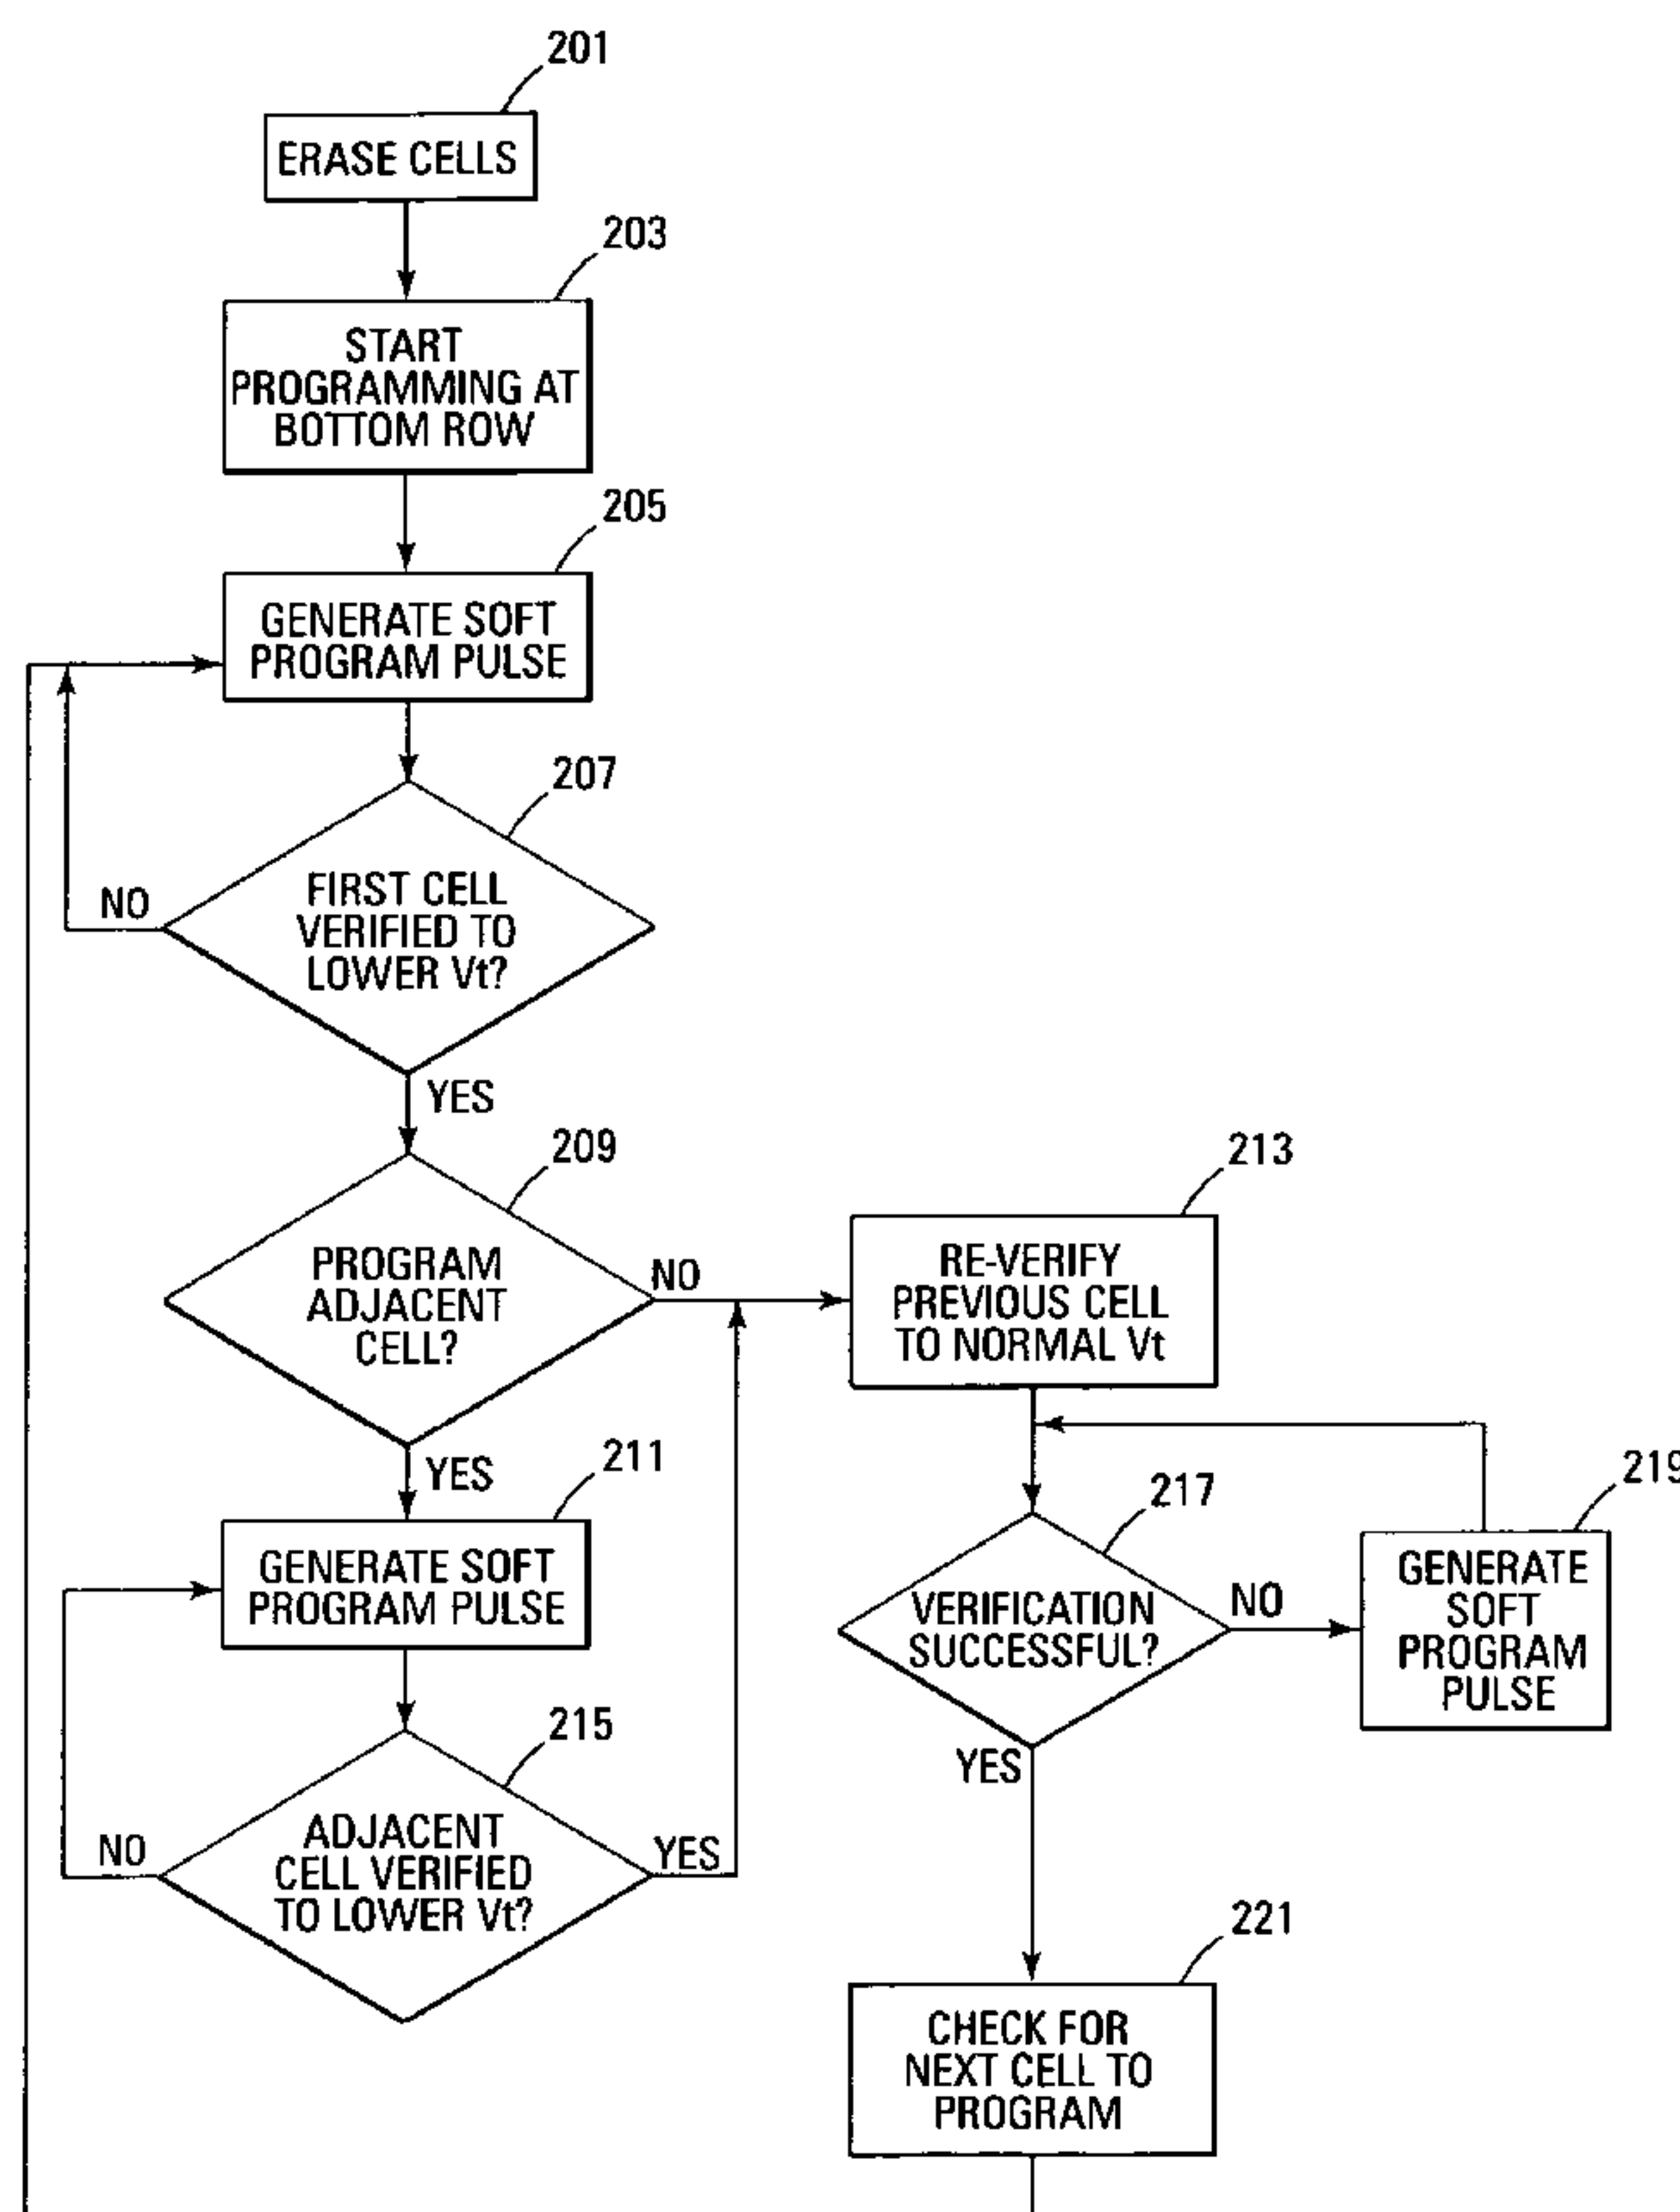 201
ERASE CELLS
203
START
PROGRAMMING AT
BOTTOM ROW
205
GENERATE SOFT
PROGRAM PULSE
207
FIRST CELL
VERIFIED TO
LOWER Vt?
NO
YES
209
PROGRAM
ADJACENT
CELL?
NO
YES
211
GENERATE SOFT
PROGRAM PULSE
215
ADJACENT
CELL VERIFIED
TO LOWER Vt?
NO
YES
213
RE-VERIFY
PREVIOUS CELL
TO NORMAL Vt
217
VERIFICATION
SUCCESSFUL?
NO
YES
219
GENERATE
SOFT
PROGRAM
PULSE
221
CHECK FOR
NEXT CELL TO
PROGRAM